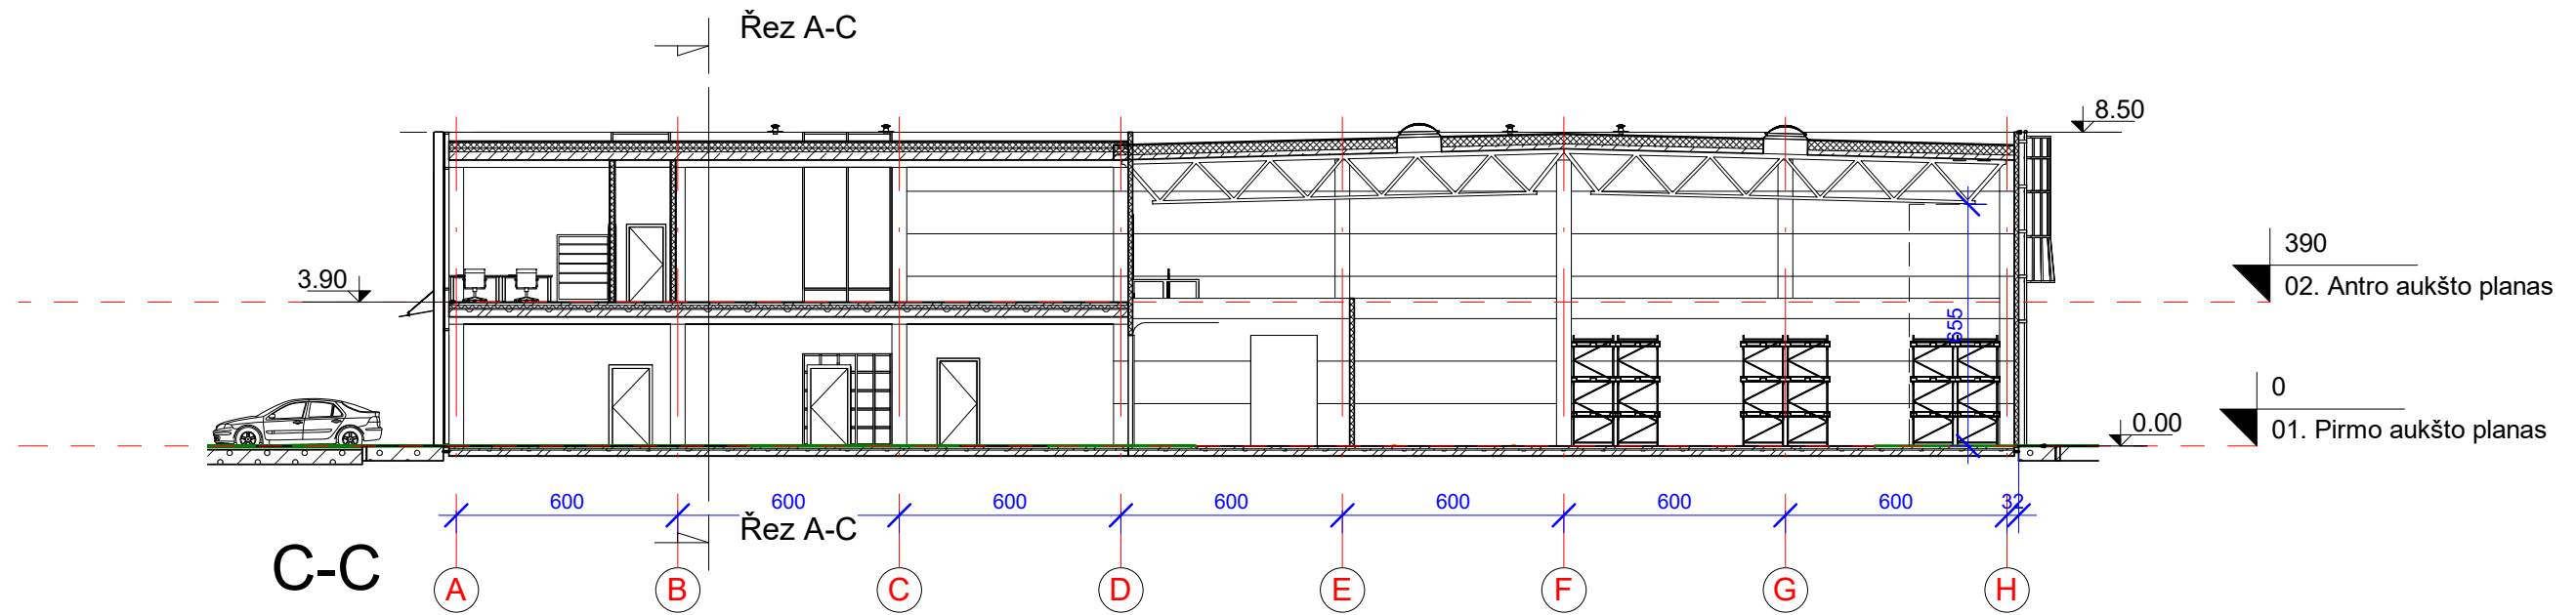 Řez A-C
8.50
390
02. Antro aukšto planas
3.90
655
0
01. Pirmo aukšto planas
0.00
600 600 600 600 600 600 600 32
Řez A-C
C-C
A B C D E F G H